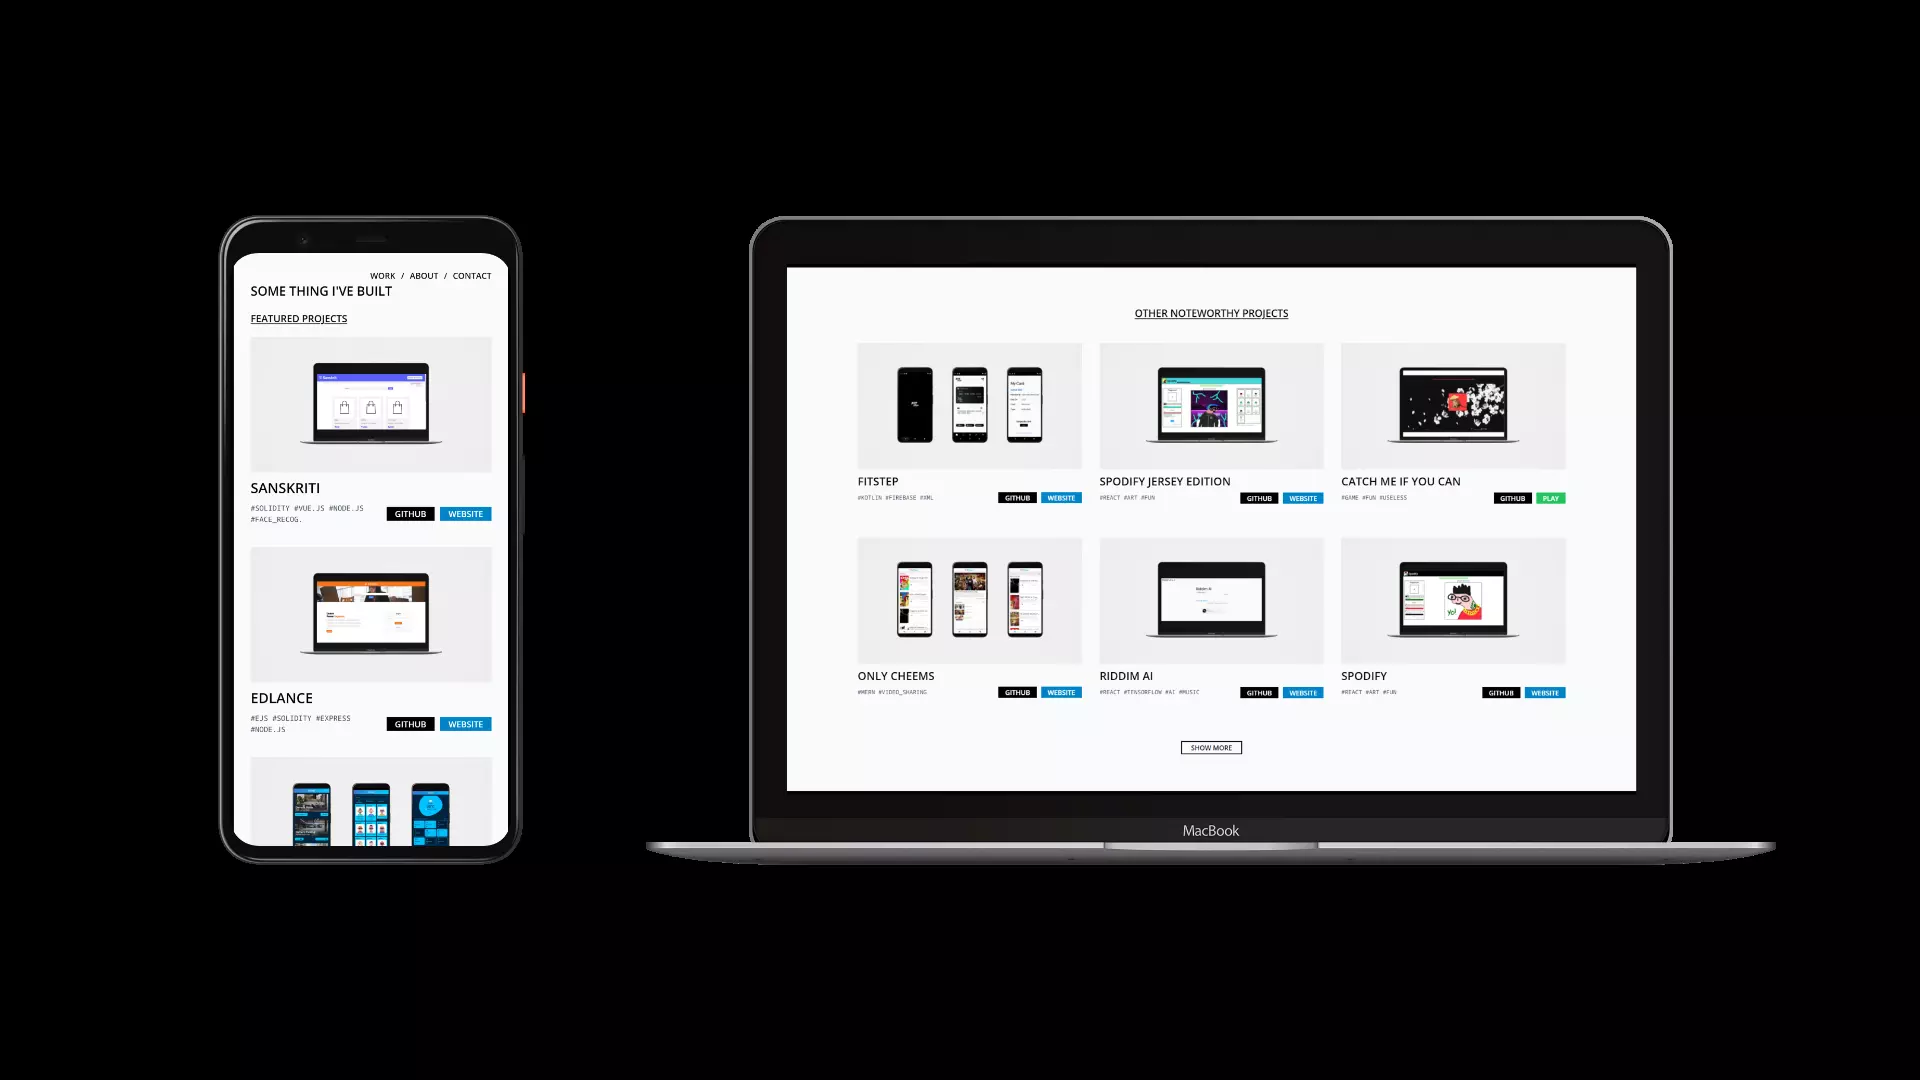 WORK / ABOUT / CONTACT
SOME THING I'VE BUILT
FEATURED PROJECTS
SANSKRITI
#SOLIDITY #VUE.JS #NODE.JS
#FACE_RECOG.
GITHUB WEBSITE
EDLANCE
#EJS #SOLIDITY #EXPRESS
#NODE.JS
GITHUB WEBSITE
OTHER NOTEWORTHY PROJECTS
My Card
FITSTEP
#KOTLIN #FIREBASE #XML
GITHUB WEBSITE
SPODIFY JERSEY EDITION
#REACT #ART #FUN
GITHUB WEBSITE
CATCH ME IF YOU CAN
#GAME #FUN #USELESS
GITHUB PLAY
Yo!
ONLY CHEEMS
#MERN #VIDEO_SHARING
GITHUB WEBSITE
RIDDIM AI
#REACT #TENSORFLOW #AI #MUSIC
GITHUB WEBSITE
SPODIFY
#REACT #ART #FUN
GITHUB WEBSITE
SHOW MORE
MacBook